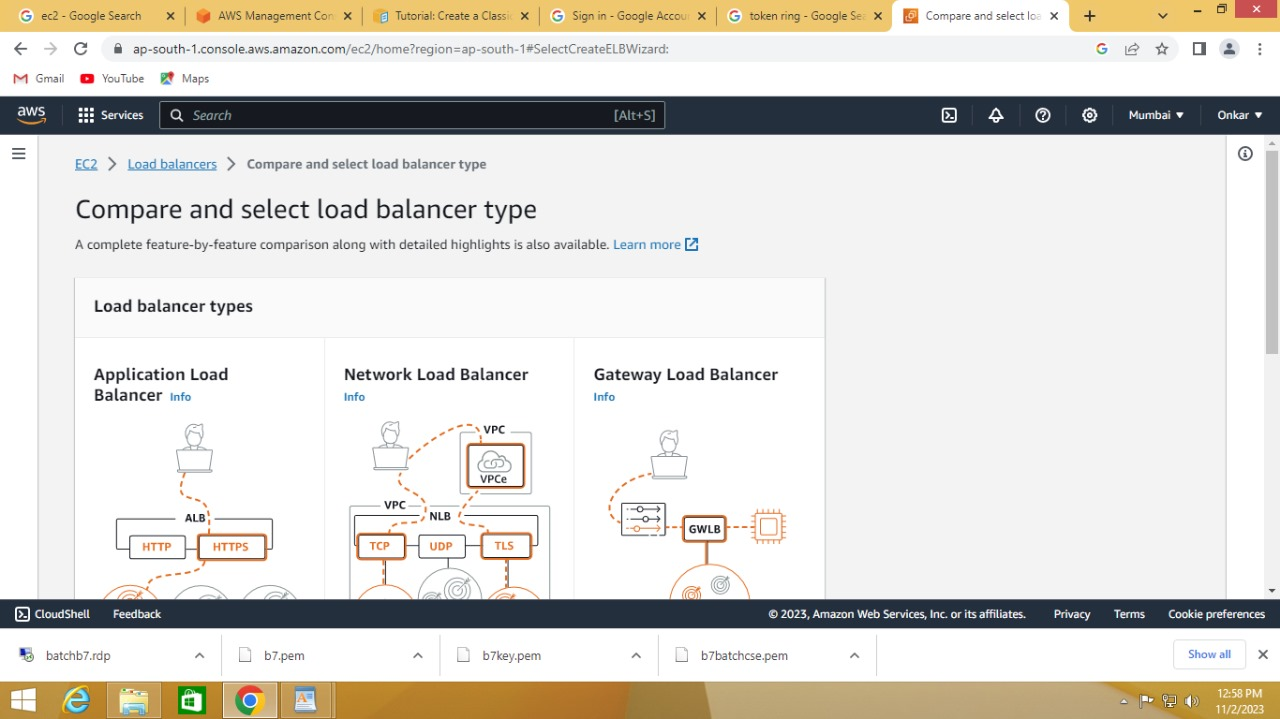 ec2 - Google Search
AWS Management Con
Tutorial: Create a Classic
Sign in - Google Accou
token ring - Google Sea
Compare and select loa
ap-south-1.console.aws.amazon.com/ec2/home?region=ap-south-1#SelectCreateELBWizard:
Gmail YouTube Maps
aws Services Search [Alt+S] Mumbai Onkar
EC2 Load balancers Compare and select load balancer type
Compare and select load balancer type
A complete feature-by-feature comparison along with detailed highlights is also available. Learn more
Load balancer types
Application Load
Balancer Info
ALB
HTTP HTTPS
Network Load Balancer
Info
VPC
VPCe
VPC
NLB
TCP UDP TLS
Gateway Load Balancer
Info
GWLB
CloudShell Feedback © 2023, Amazon Web Services, Inc. or its affiliates. Privacy Terms Cookie preferences
batchb7.rdp b7.pem b7key.pem b7batchcse.pem Show all
12:58 PM
11/2/2023